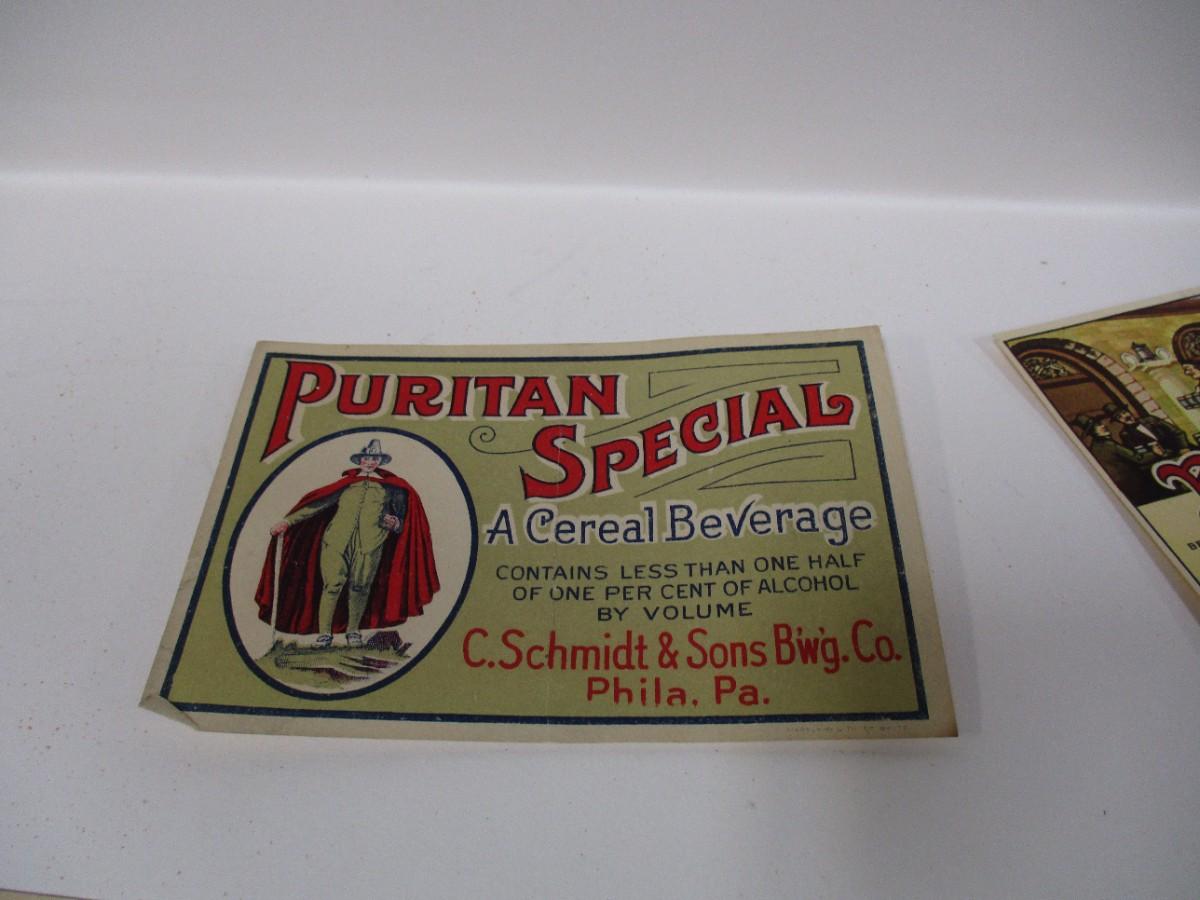 PURITAN
SPECIAL
A Cereal Beverage
CONTAINS LESS THAN ONE HALF
OF ONE PER CENT OF ALCOHOL
BY VOLUME
C. Schmidt & Sons B'w'g. Co.
Phila. Pa.